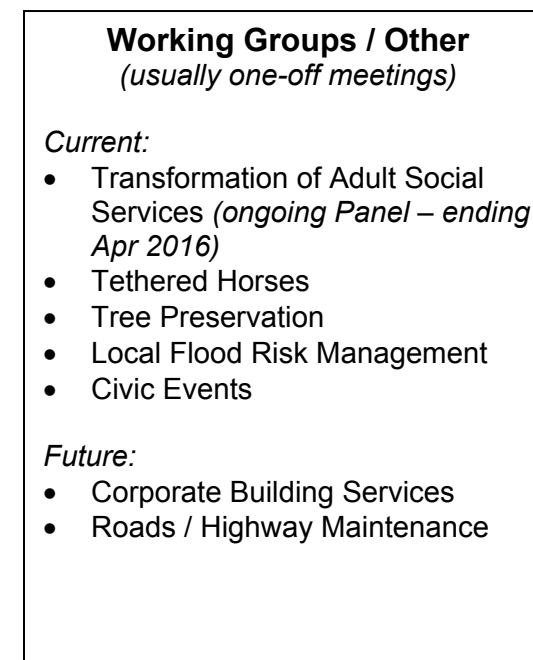 Working Groups / Other
(usually one-off meetings)
Current:
• Transformation of Adult Social
Services (ongoing Panel – ending
Apr 2016)
• Tethered Horses
• Tree Preservation
• Local Flood Risk Management
• Civic Events
Future:
• Corporate Building Services
• Roads / Highway Maintenance